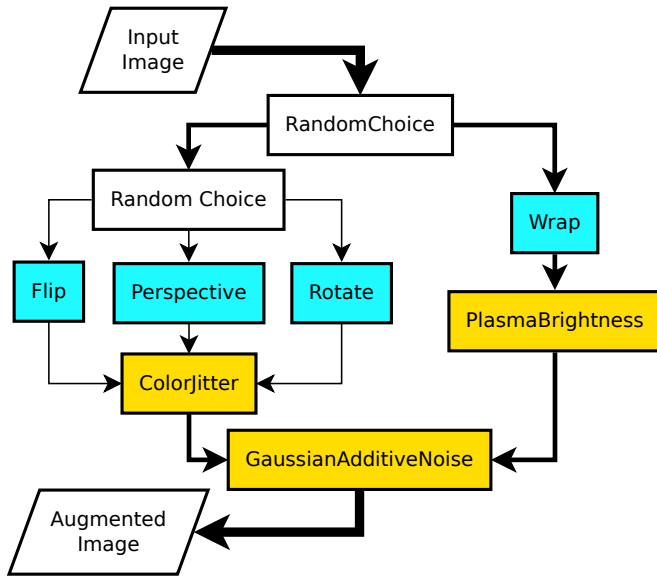 Input
Image
RandomChoice
Random Choice
Wrap
Flip
Perspective
Rotate
PlasmaBrightness
ColorJitter
GaussianAdditiveNoise
Augmented
Image